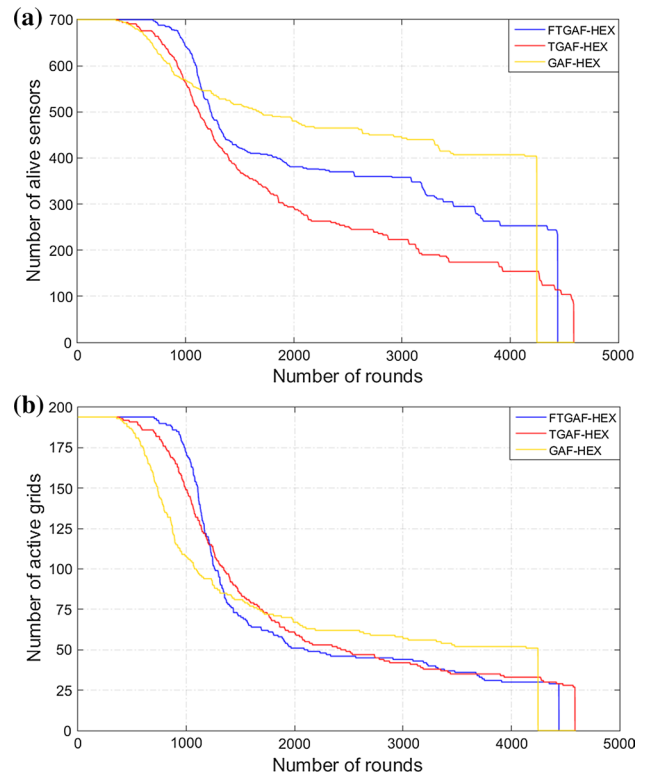 (a)
700
600
500
400
300
200
100
0
Number of alive sensors
FTGAF-HEX
TGAF-HEX
GAF-HEX
0 1000 2000 3000 4000 5000
Number of rounds
(b)
200
175
150
125
100
75
50
25
0
Number of active grids
FTGAF-HEX
TGAF-HEX
GAF-HEX
0 1000 2000 3000 4000 5000
Number of rounds